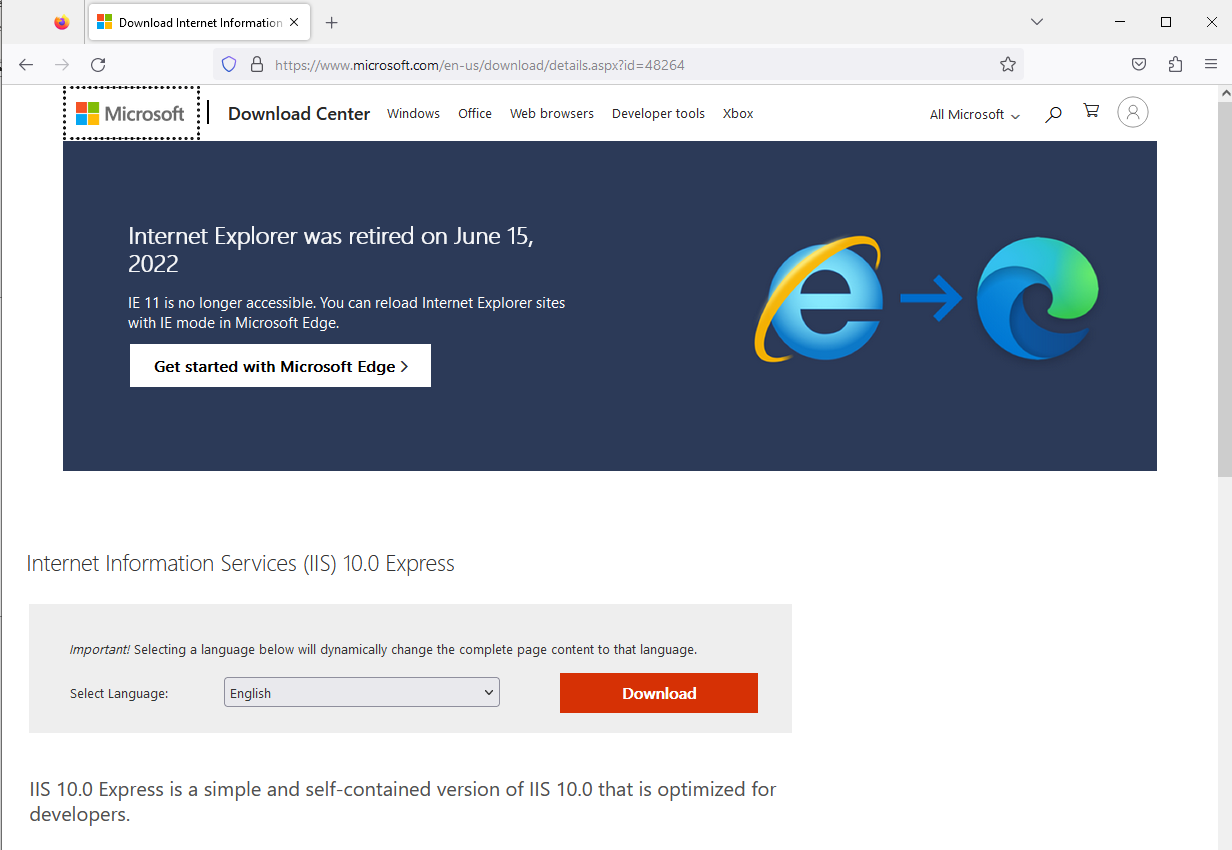 Download Internet Information
https://www.microsoft.com/en-us/download/details.aspx?id=48264
Microsoft
Download Center
Windows
Office
Web browsers
Developer tools
Xbox
All Microsoft
Internet Explorer was retired on June 15,
2022
IE 11 is no longer accessible. You can reload Internet Explorer sites
with IE mode in Microsoft Edge.
Get started with Microsoft Edge >
Internet Information Services (IIS) 10.0 Express
Important! Selecting a language below will dynamically change the complete page content to that language.
Select Language:
English
Download
IIS 10.0 Express is a simple and self-contained version of IIS 10.0 that is optimized for
developers.